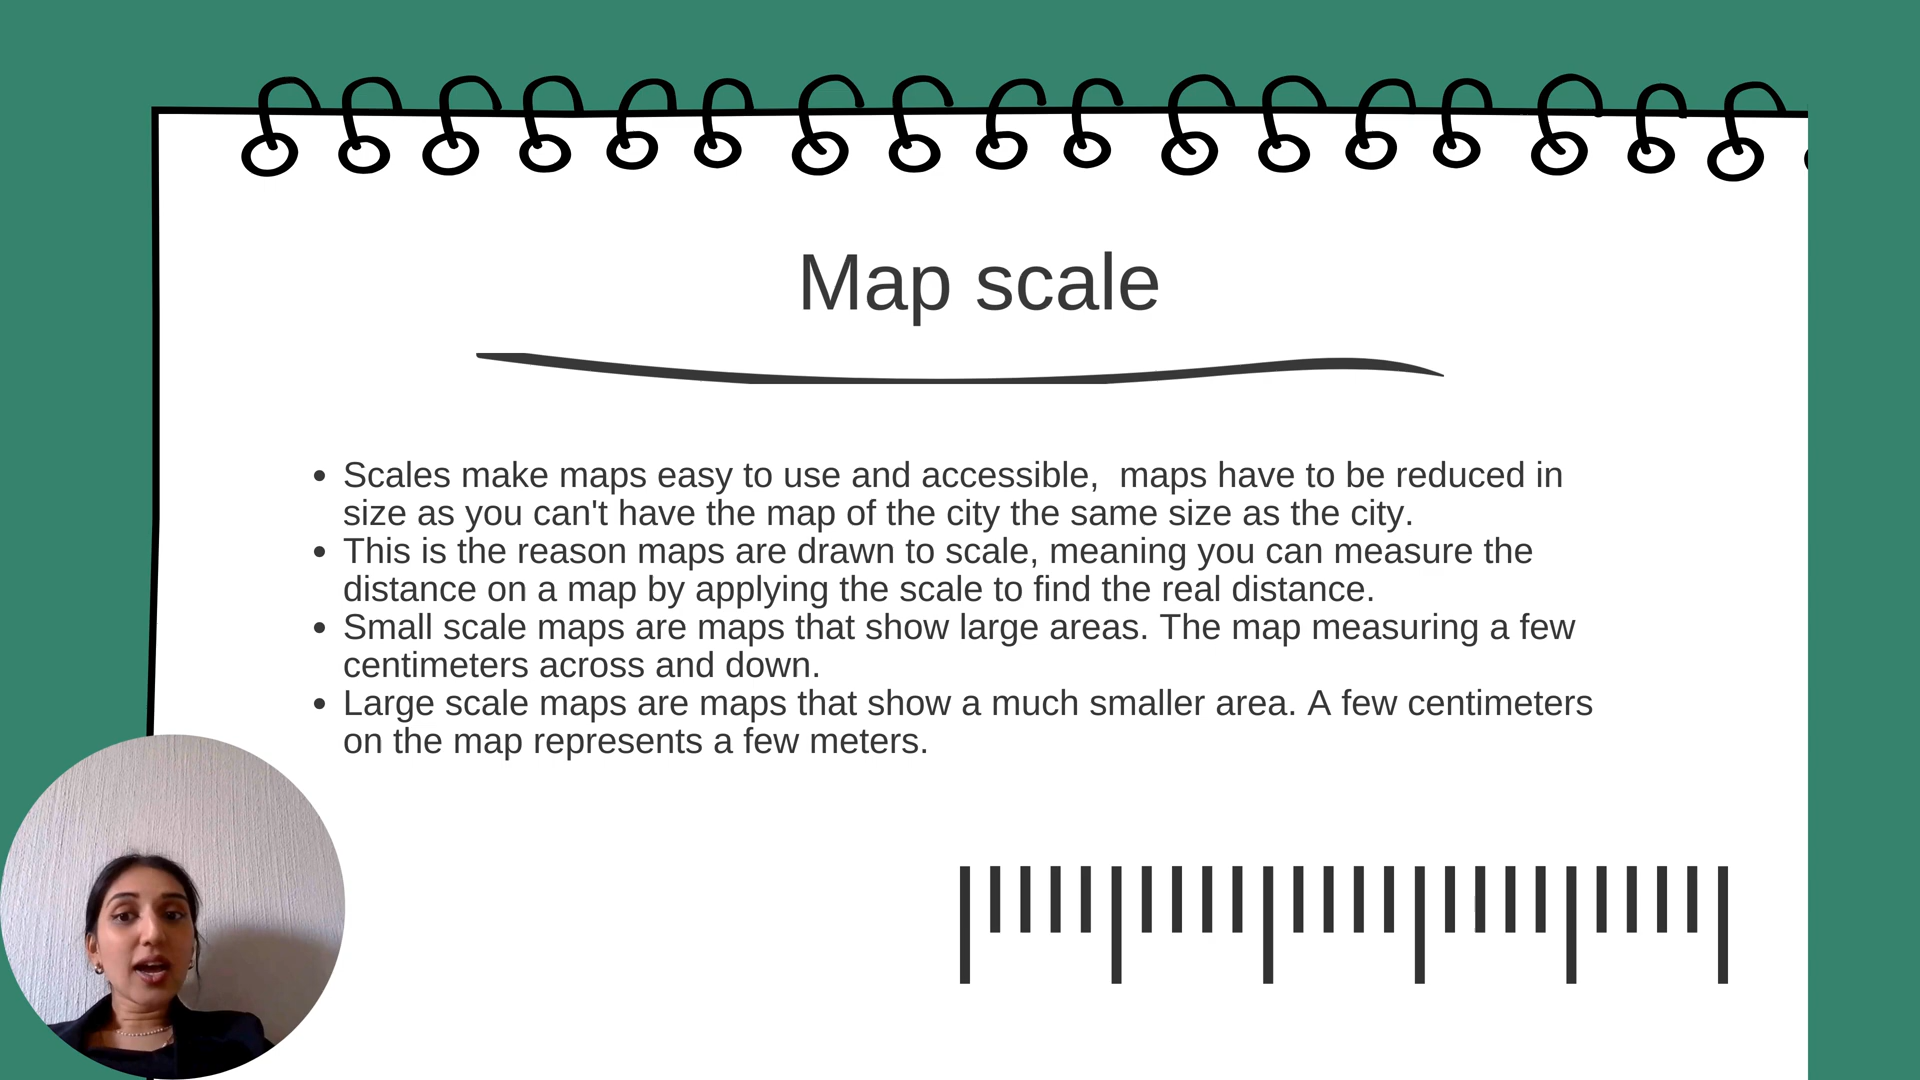 Map scale
• Scales make maps easy to use and accessible,  maps have to be reduced in
size as you can't have the map of the city the same size as the city.
• This is the reason maps are drawn to scale, meaning you can measure the
distance on a map by applying the scale to find the real distance.
• Small scale maps are maps that show large areas. The map measuring a few
centimeters across and down.
• Large scale maps are maps that show a much smaller area. A few centimeters
on the map represents a few meters.